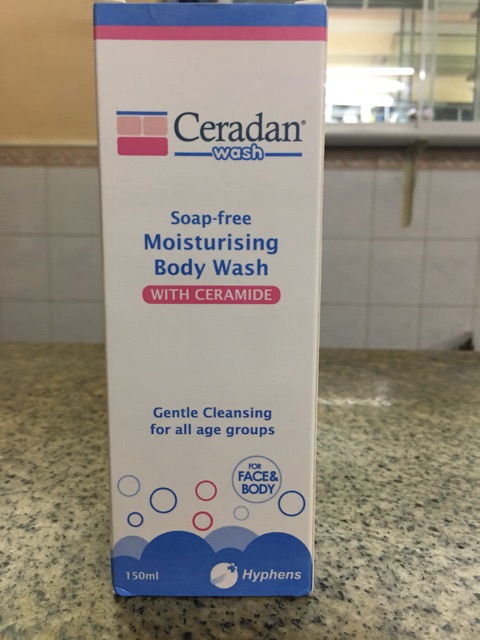 Ceradan®
wash
Soap-free
Moisturising
Body Wash
WITH CERAMIDE
Gentle Cleansing
for all age groups
FOR
FACE&
BODY
150ml
Hyphens